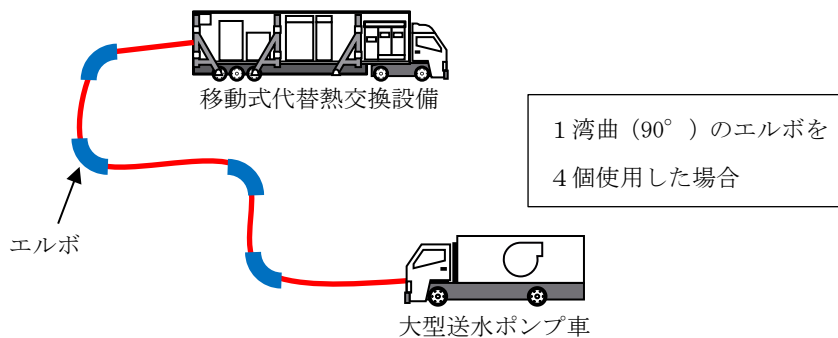 移動式代替熱交換設備
１湾曲（90°）のエルボを
４個使用した場合
エルボ
大型送水ポンプ車